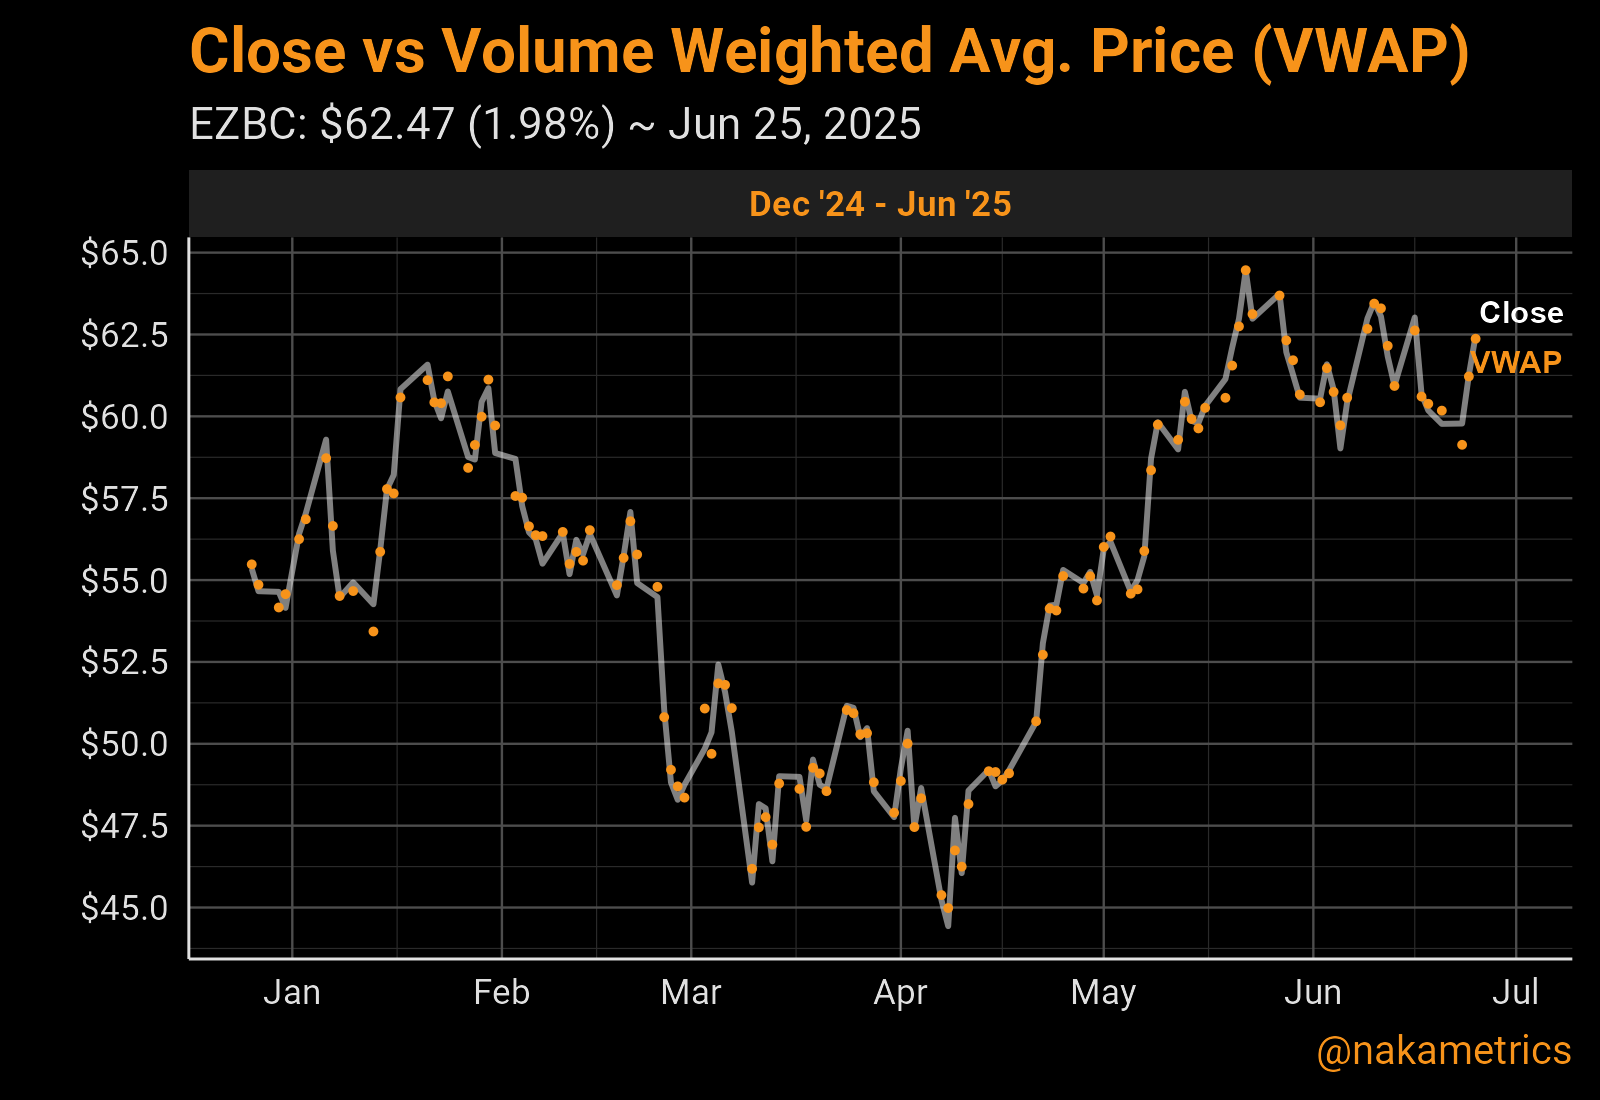 Close vs Volume Weighted Avg. Price (VWAP)
EZBC: $62.47 (1.98%) ~ Jun 25, 2025
Dec '24 - Jun '25
$65.0
$62.5
$60.0
$57.5
$55.0
$52.5
$50.0
$47.5
$45.0
Close
VWAP
Jan Feb Mar Apr May Jun Jul
@nakametrics